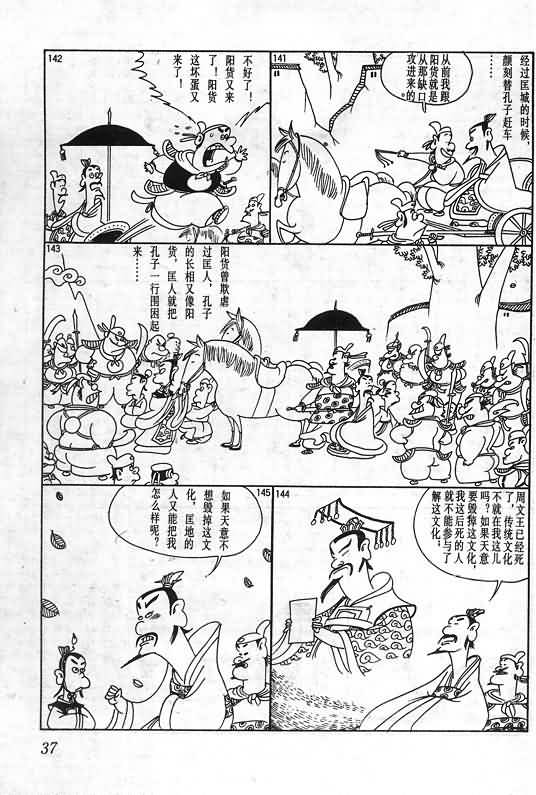 141
经过匡城的时候，
颜刻替孔子赶车
……
从前我跟
阳货就是
从那缺口
攻进来的。
142
不好了！
阳货又来
了！阳货
这坏蛋又
来了！
143
阳货曾欺虐
过匡人，孔子
的长相又像阳
货，匡人就把
孔子一行围困起
来……
144
周文王已经死
了，传统文化
不就在我这儿
吗？如果天意
要毁掉这文化，
我这后死的人
就不能参与了
解这文化；
145
如果天意不
想毁掉这文
化，匡地的
人又能把我
怎么样呢？
37